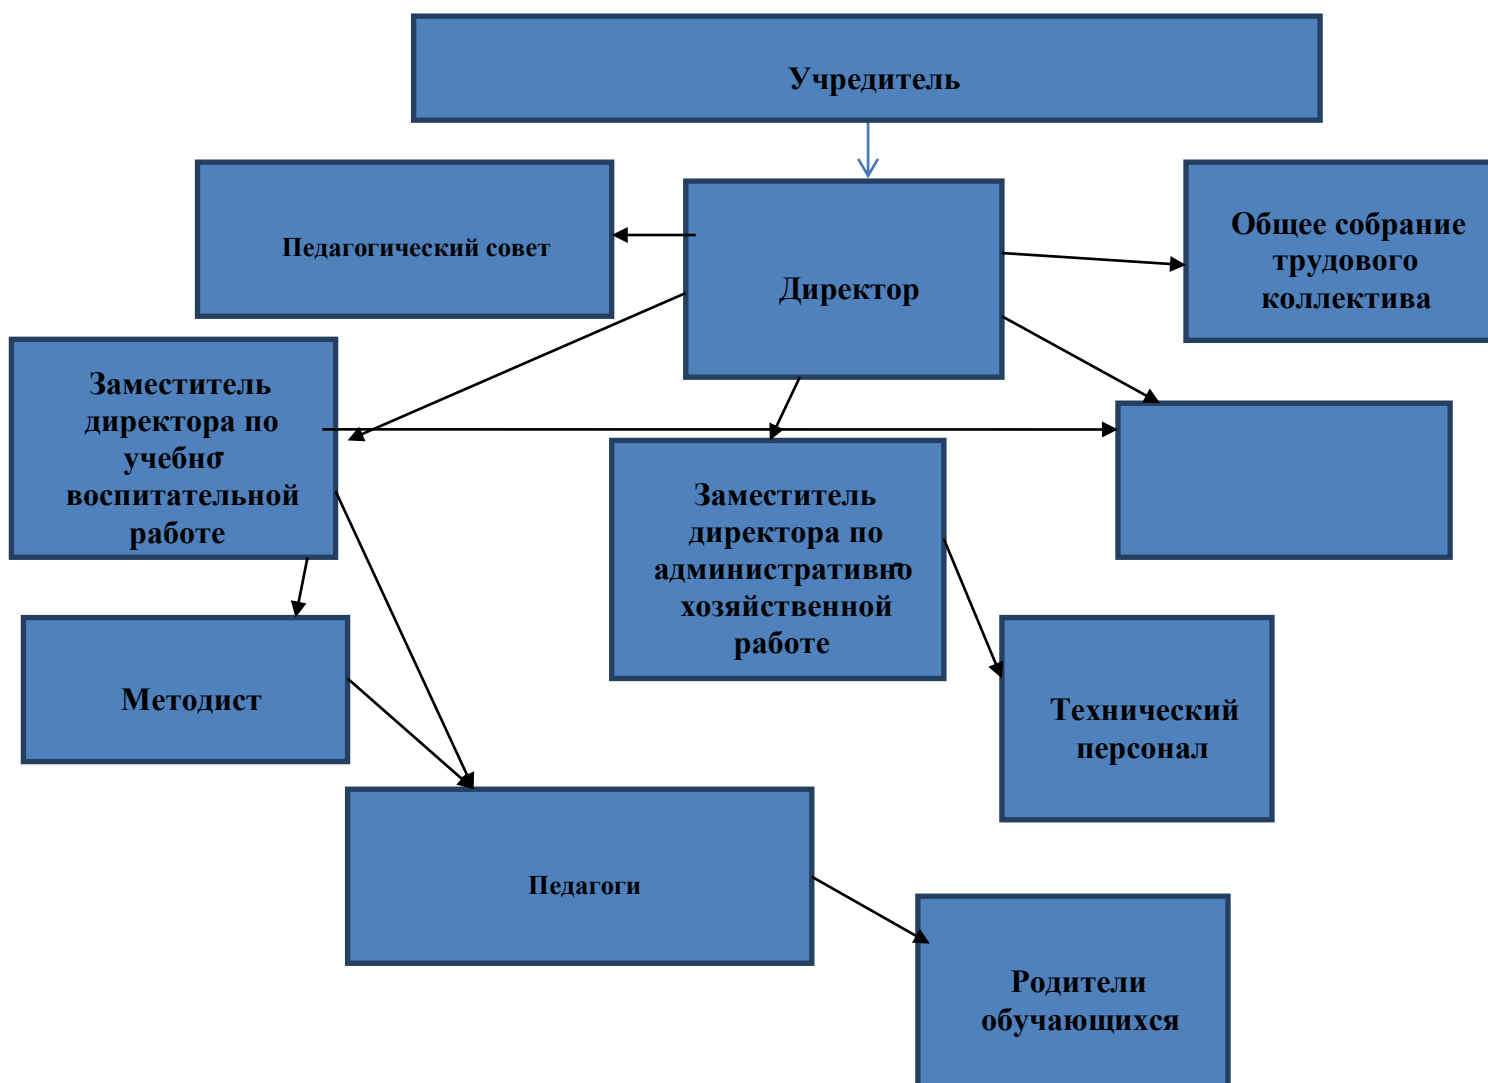 Учредитель
Педагогический совет
Директор
Общее собрание
трудового
коллектива
Заместитель
директора по
учебно-
воспитательной
работе
Заместитель
директора по
административно-
хозяйственной
работе
Методист
Технический
персонал
Педагоги
Родители
обучающихся